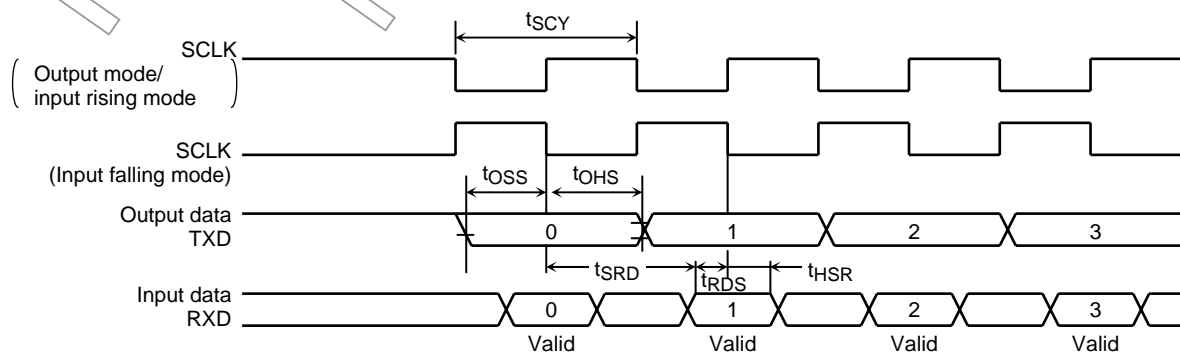 tSCY
SCLK
( Output mode/
input rising mode )
SCLK
(Input falling mode)
tOSS tOHS
Output data
TXD
0 1 2 3
tSRD tRDS tHSR
Input data
RXD
0 1 2 3
Valid Valid Valid Valid